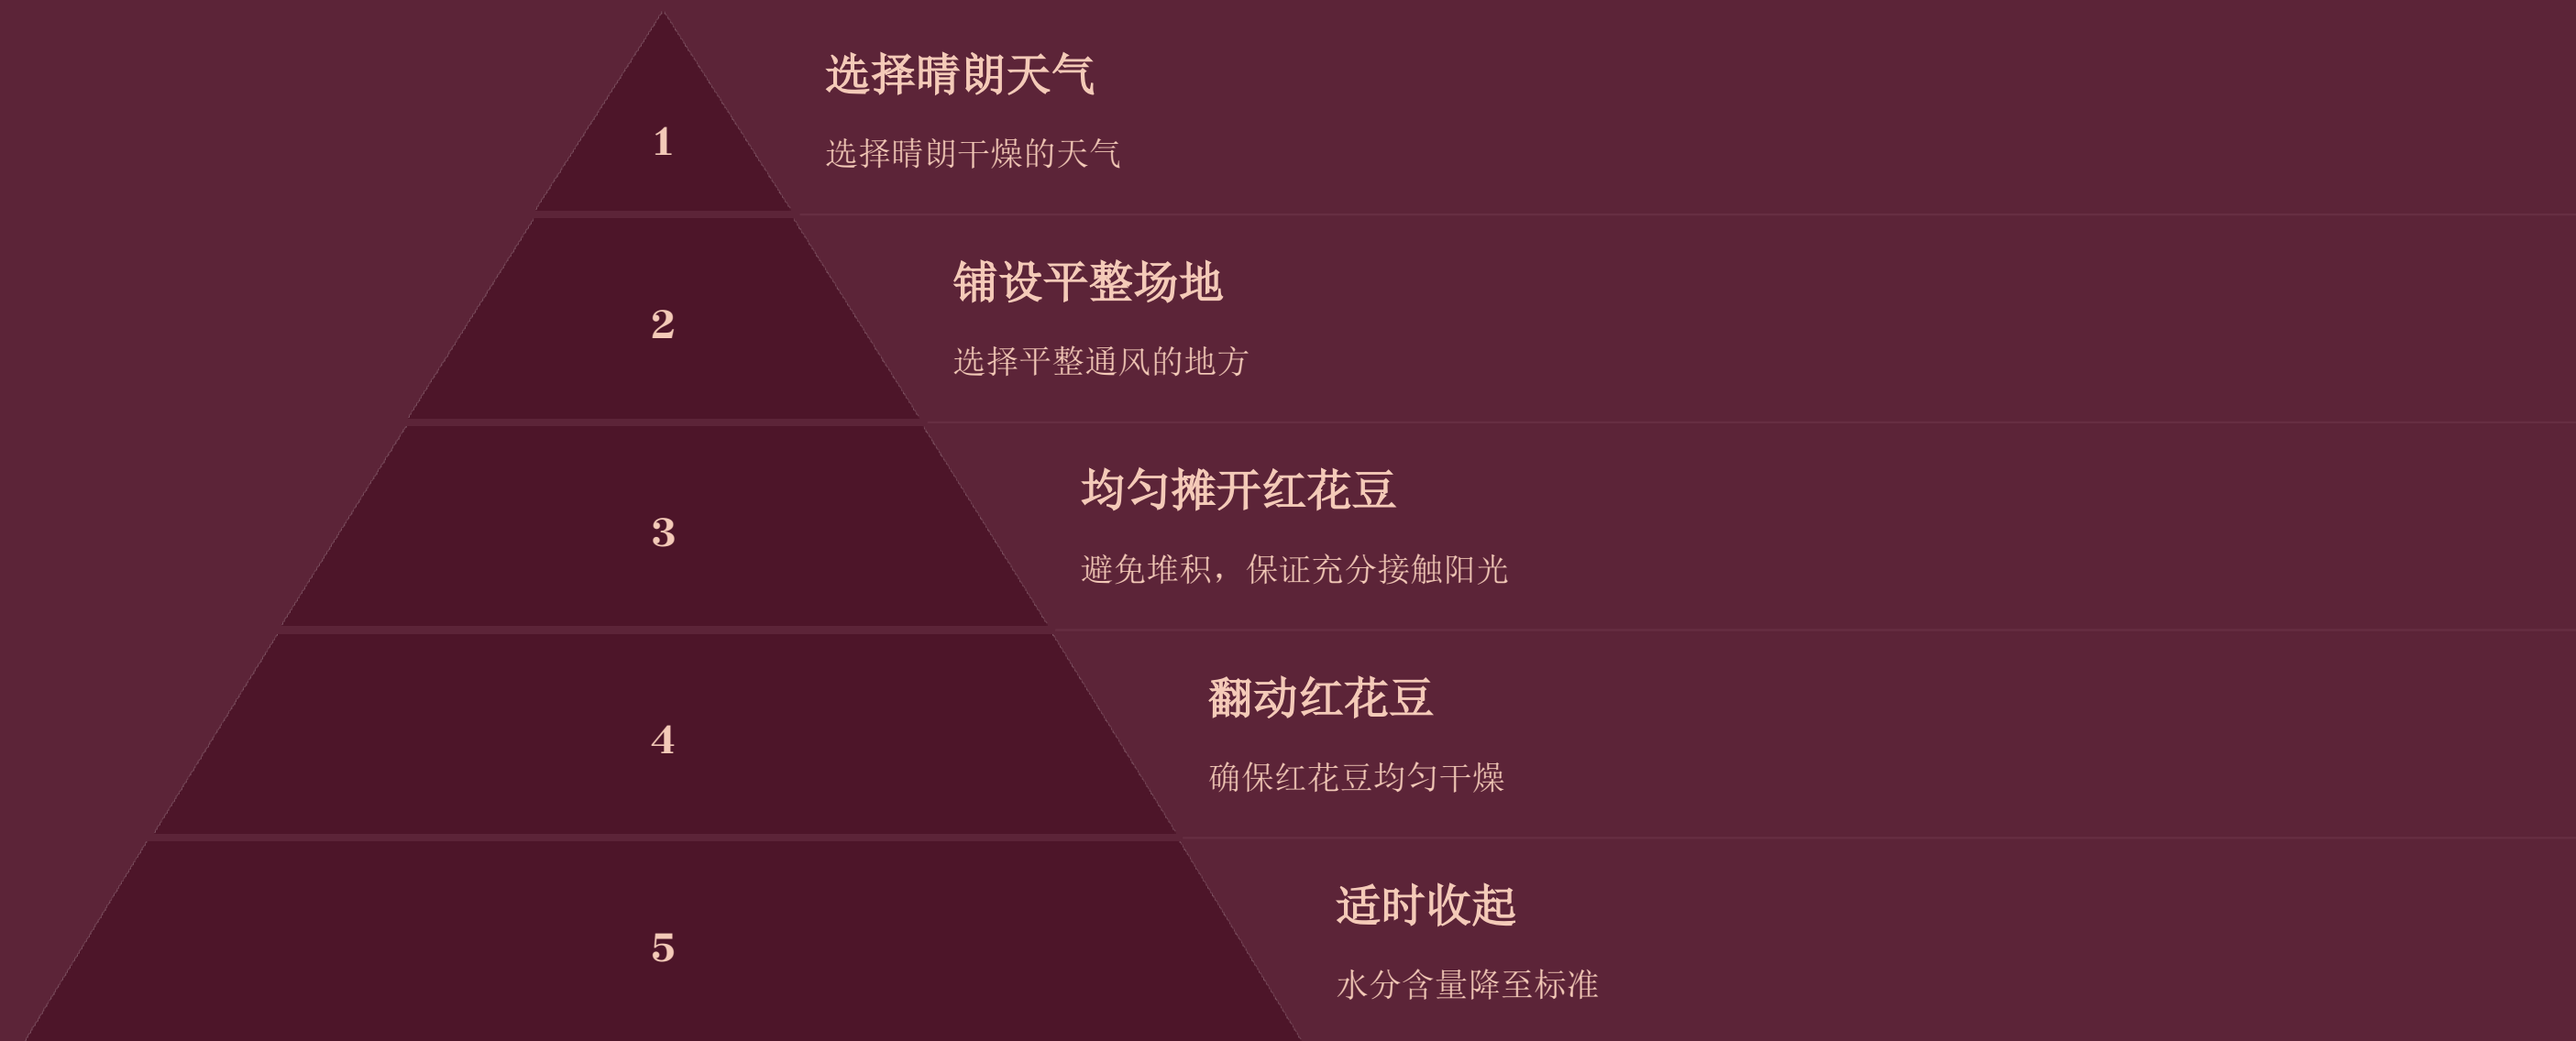 1
选择晴朗天气
选择晴朗干燥的天气
2
铺设平整场地
选择平整通风的地方
3
均匀摊开红花豆
避免堆积，保证充分接触阳光
4
翻动红花豆
确保红花豆均匀干燥
5
适时收起
水分含量降至标准